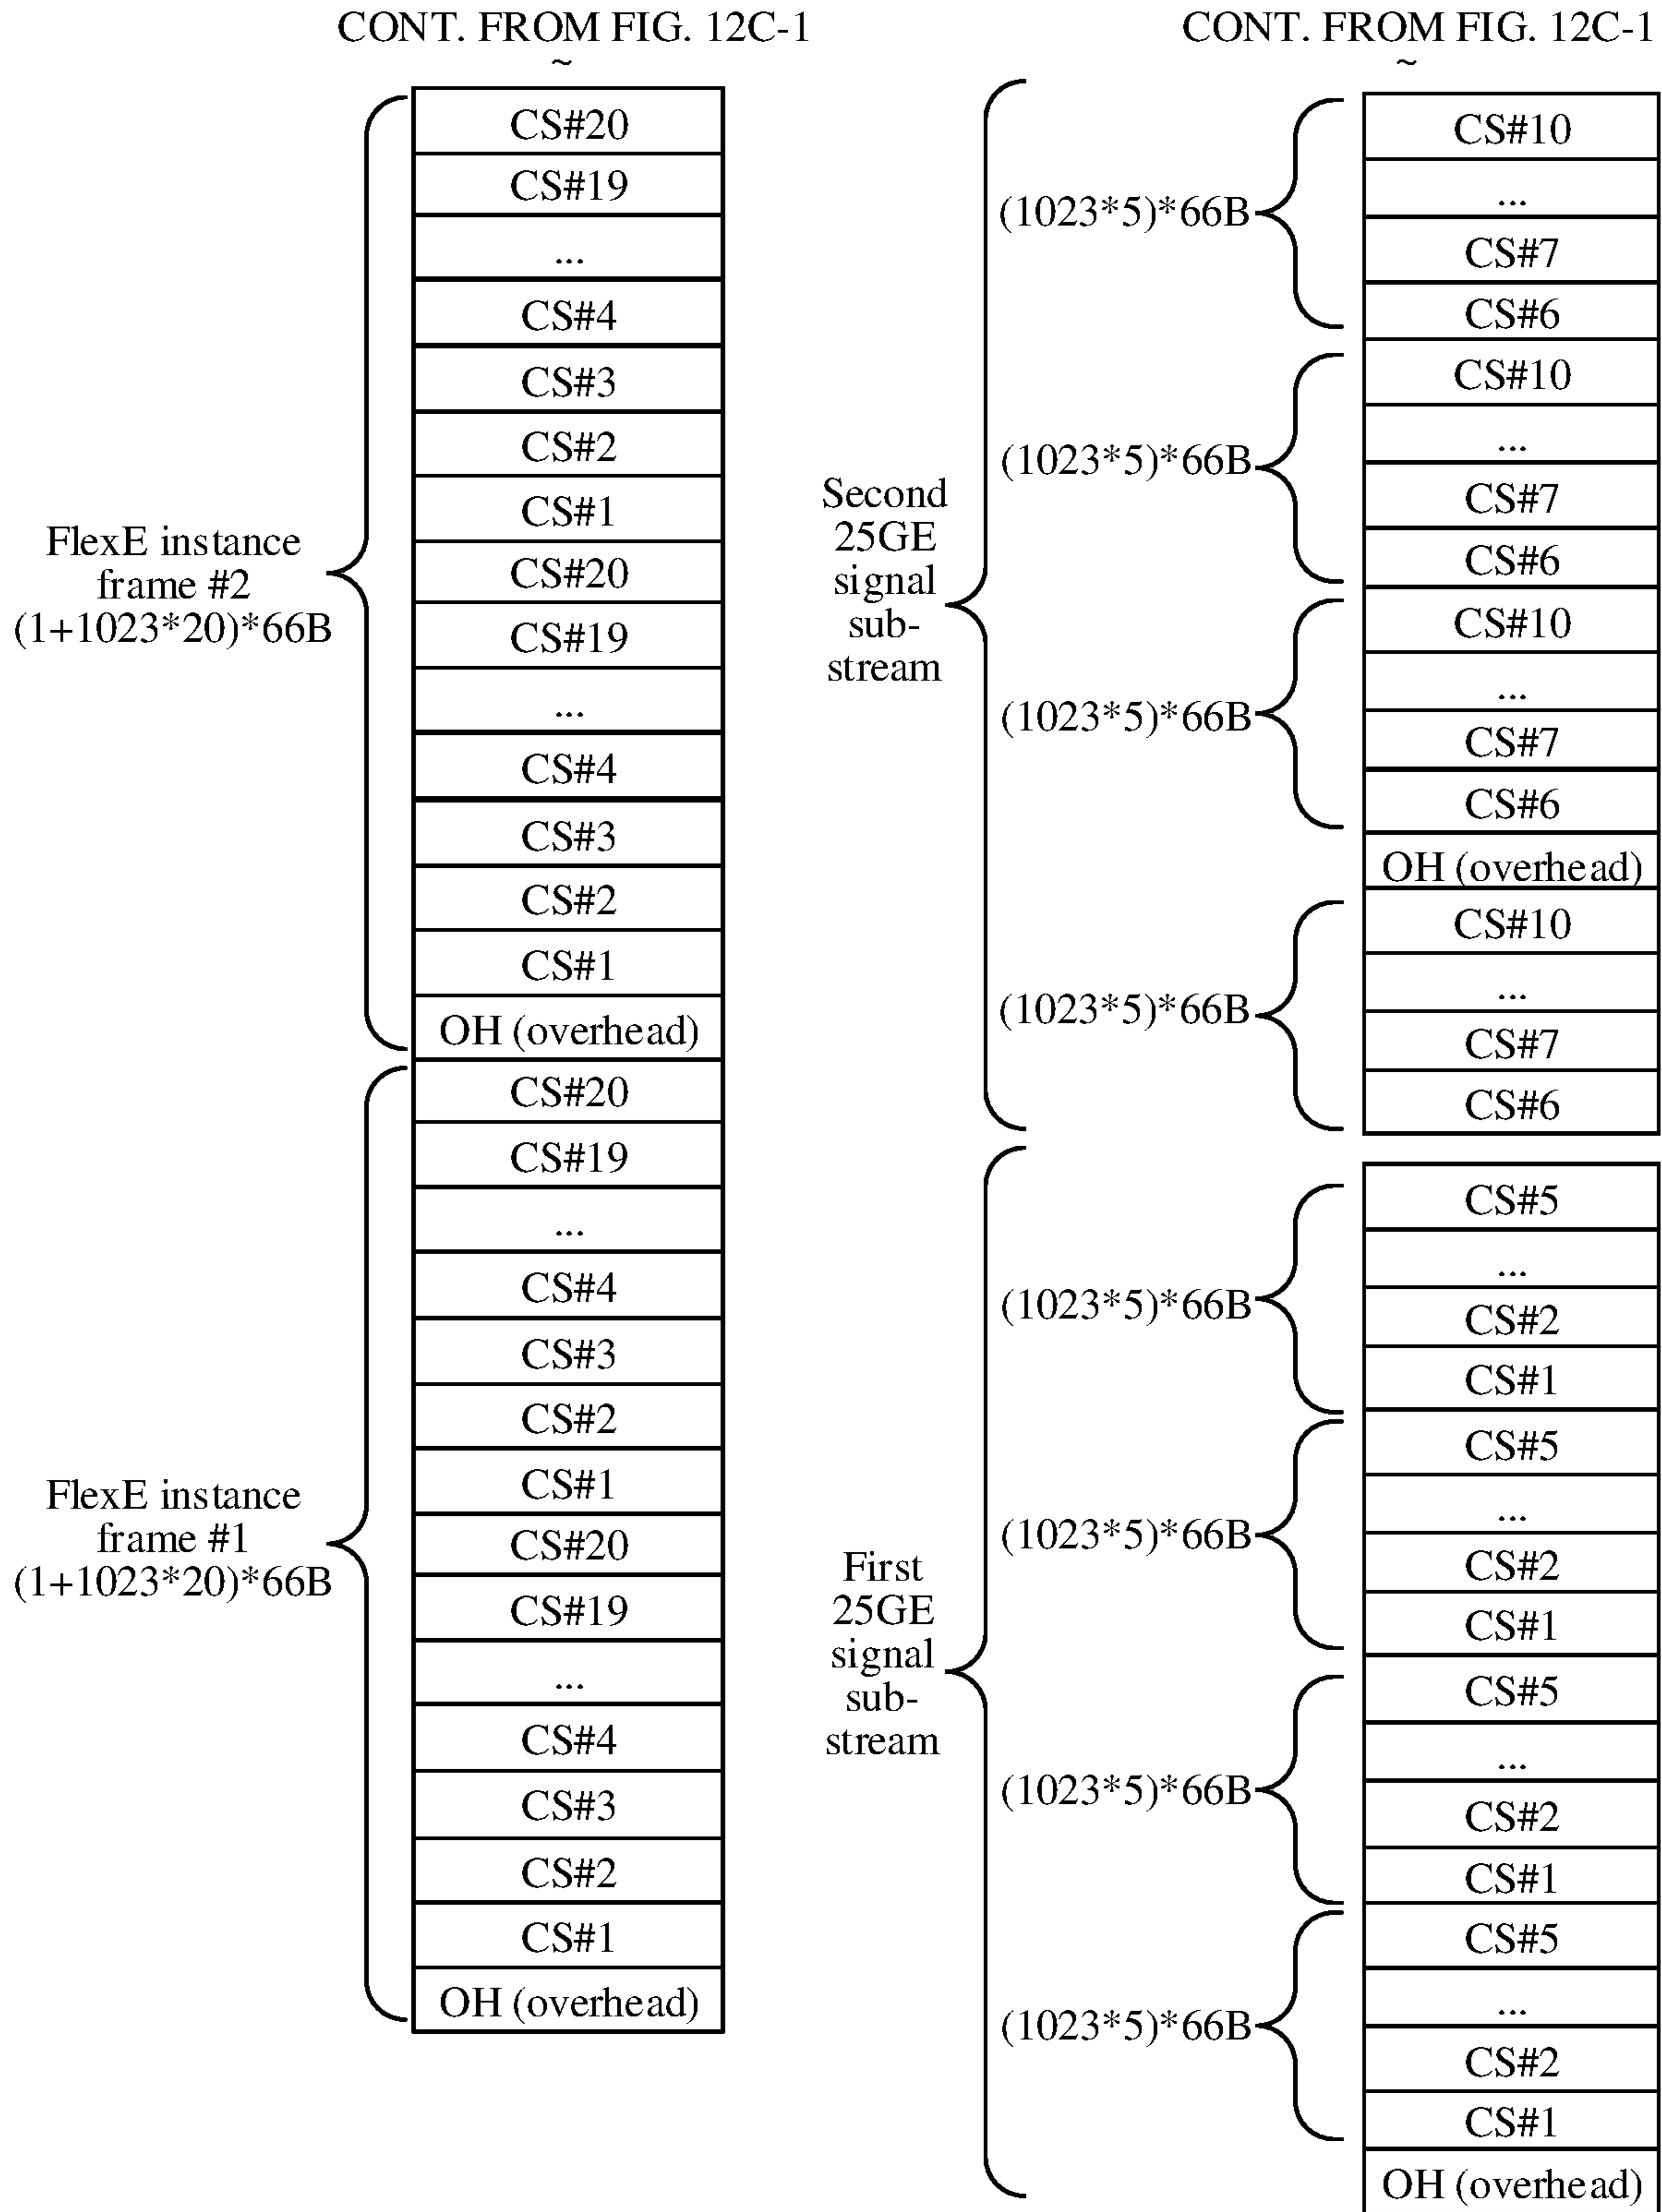 CONT. FROM FIG. 12C-1
~
CS#20
CS#19
...
CS#4
CS#3
CS#2
CS#1
CS#20
CS#19
...
CS#4
CS#3
CS#2
CS#1
OH (overhead)
FlexE instance
frame #2
(1+1023*20)*66B
CS#20
CS#19
...
CS#4
CS#3
CS#2
CS#1
CS#20
CS#19
...
CS#4
CS#3
CS#2
CS#1
OH (overhead)
FlexE instance
frame #1
(1+1023*20)*66B
CONT. FROM FIG. 12C-1
~
Second
25GE
signal
sub-
stream
(1023*5)*66B
CS#10
...
CS#7
CS#6
(1023*5)*66B
CS#10
...
CS#7
CS#6
(1023*5)*66B
CS#10
...
CS#7
CS#6
OH (overhead)
(1023*5)*66B
CS#10
...
CS#7
CS#6
First
25GE
signal
sub-
stream
(1023*5)*66B
CS#5
...
CS#2
CS#1
(1023*5)*66B
CS#5
...
CS#2
CS#1
(1023*5)*66B
CS#5
...
CS#2
CS#1
(1023*5)*66B
CS#5
...
CS#2
CS#1
OH (overhead)